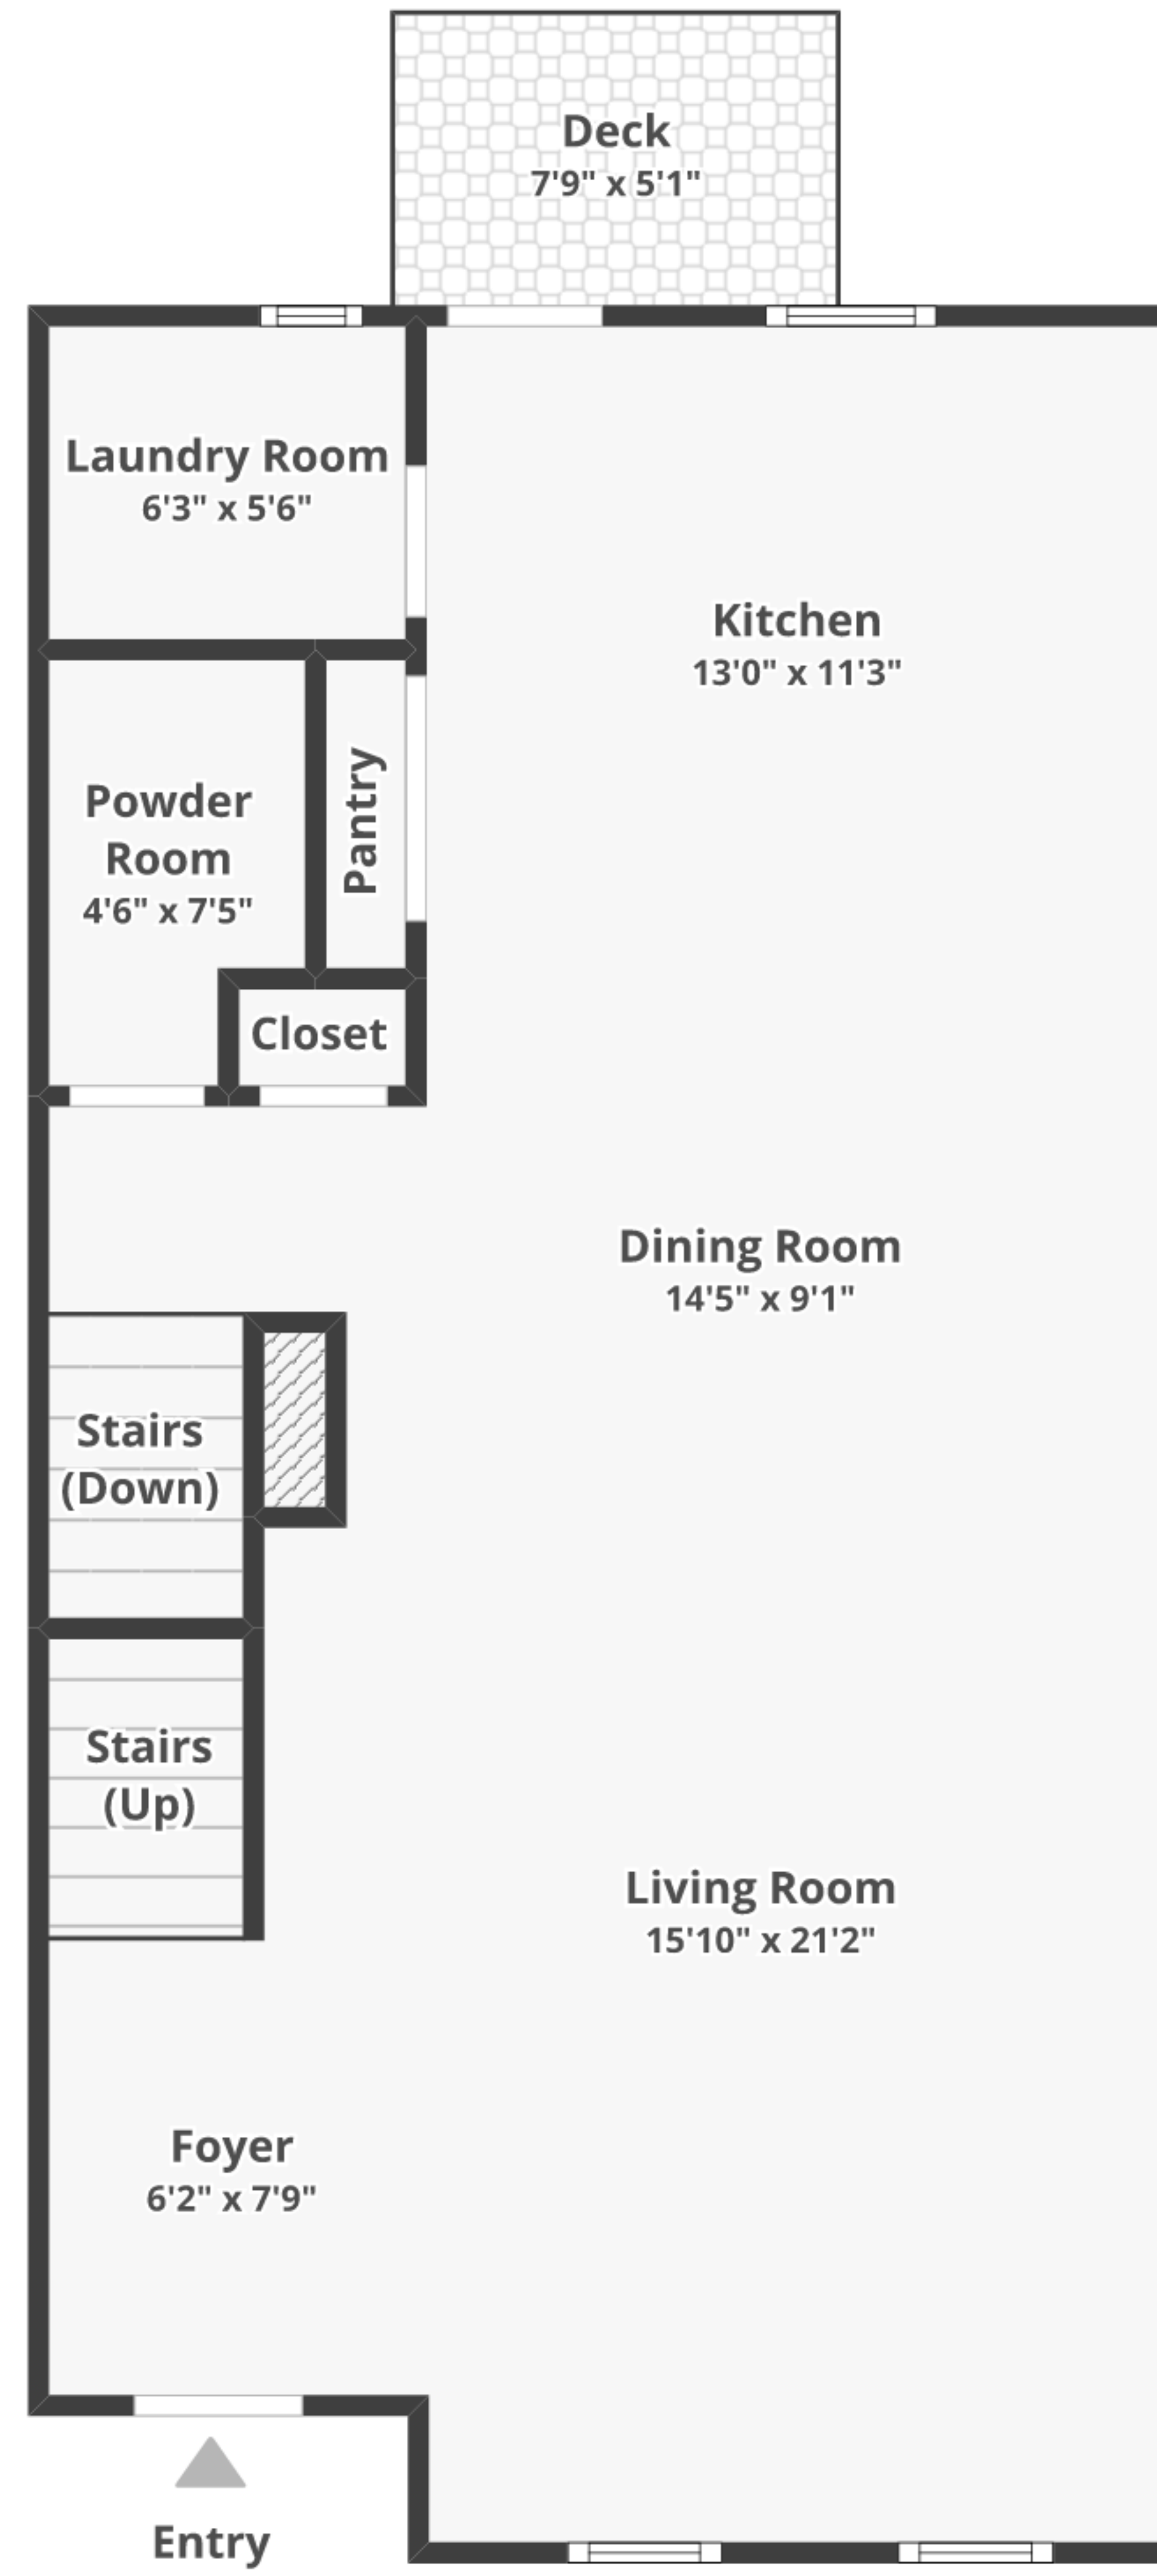 Deck
7'9" x 5'1"
Laundry Room
6'3" x 5'6"
Kitchen
13'0" x 11'3"
Powder
Room
4'6" x 7'5"
Pantry
Closet
Dining Room
14'5" x 9'1"
Stairs
(Down)
Stairs
(Up)
Living Room
15'10" x 21'2"
Foyer
6'2" x 7'9"
Entry